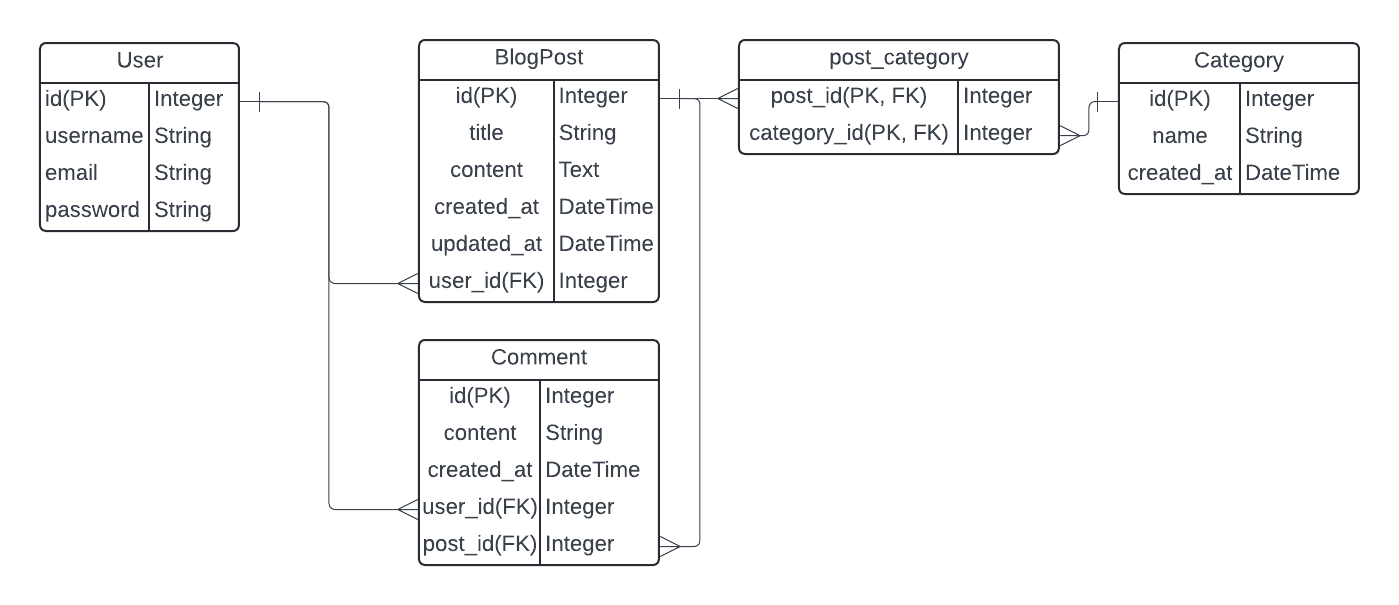 User
id(PK) Integer
username String
email String
password String
BlogPost
id(PK) Integer
title String
content Text
created_at DateTime
updated_at DateTime
user_id(FK) Integer
Comment
id(PK) Integer
content String
created_at DateTime
user_id(FK) Integer
post_id(FK) Integer
post_category
post_id(PK, FK) Integer
category_id(PK, FK) Integer
Category
id(PK) Integer
name String
created_at DateTime